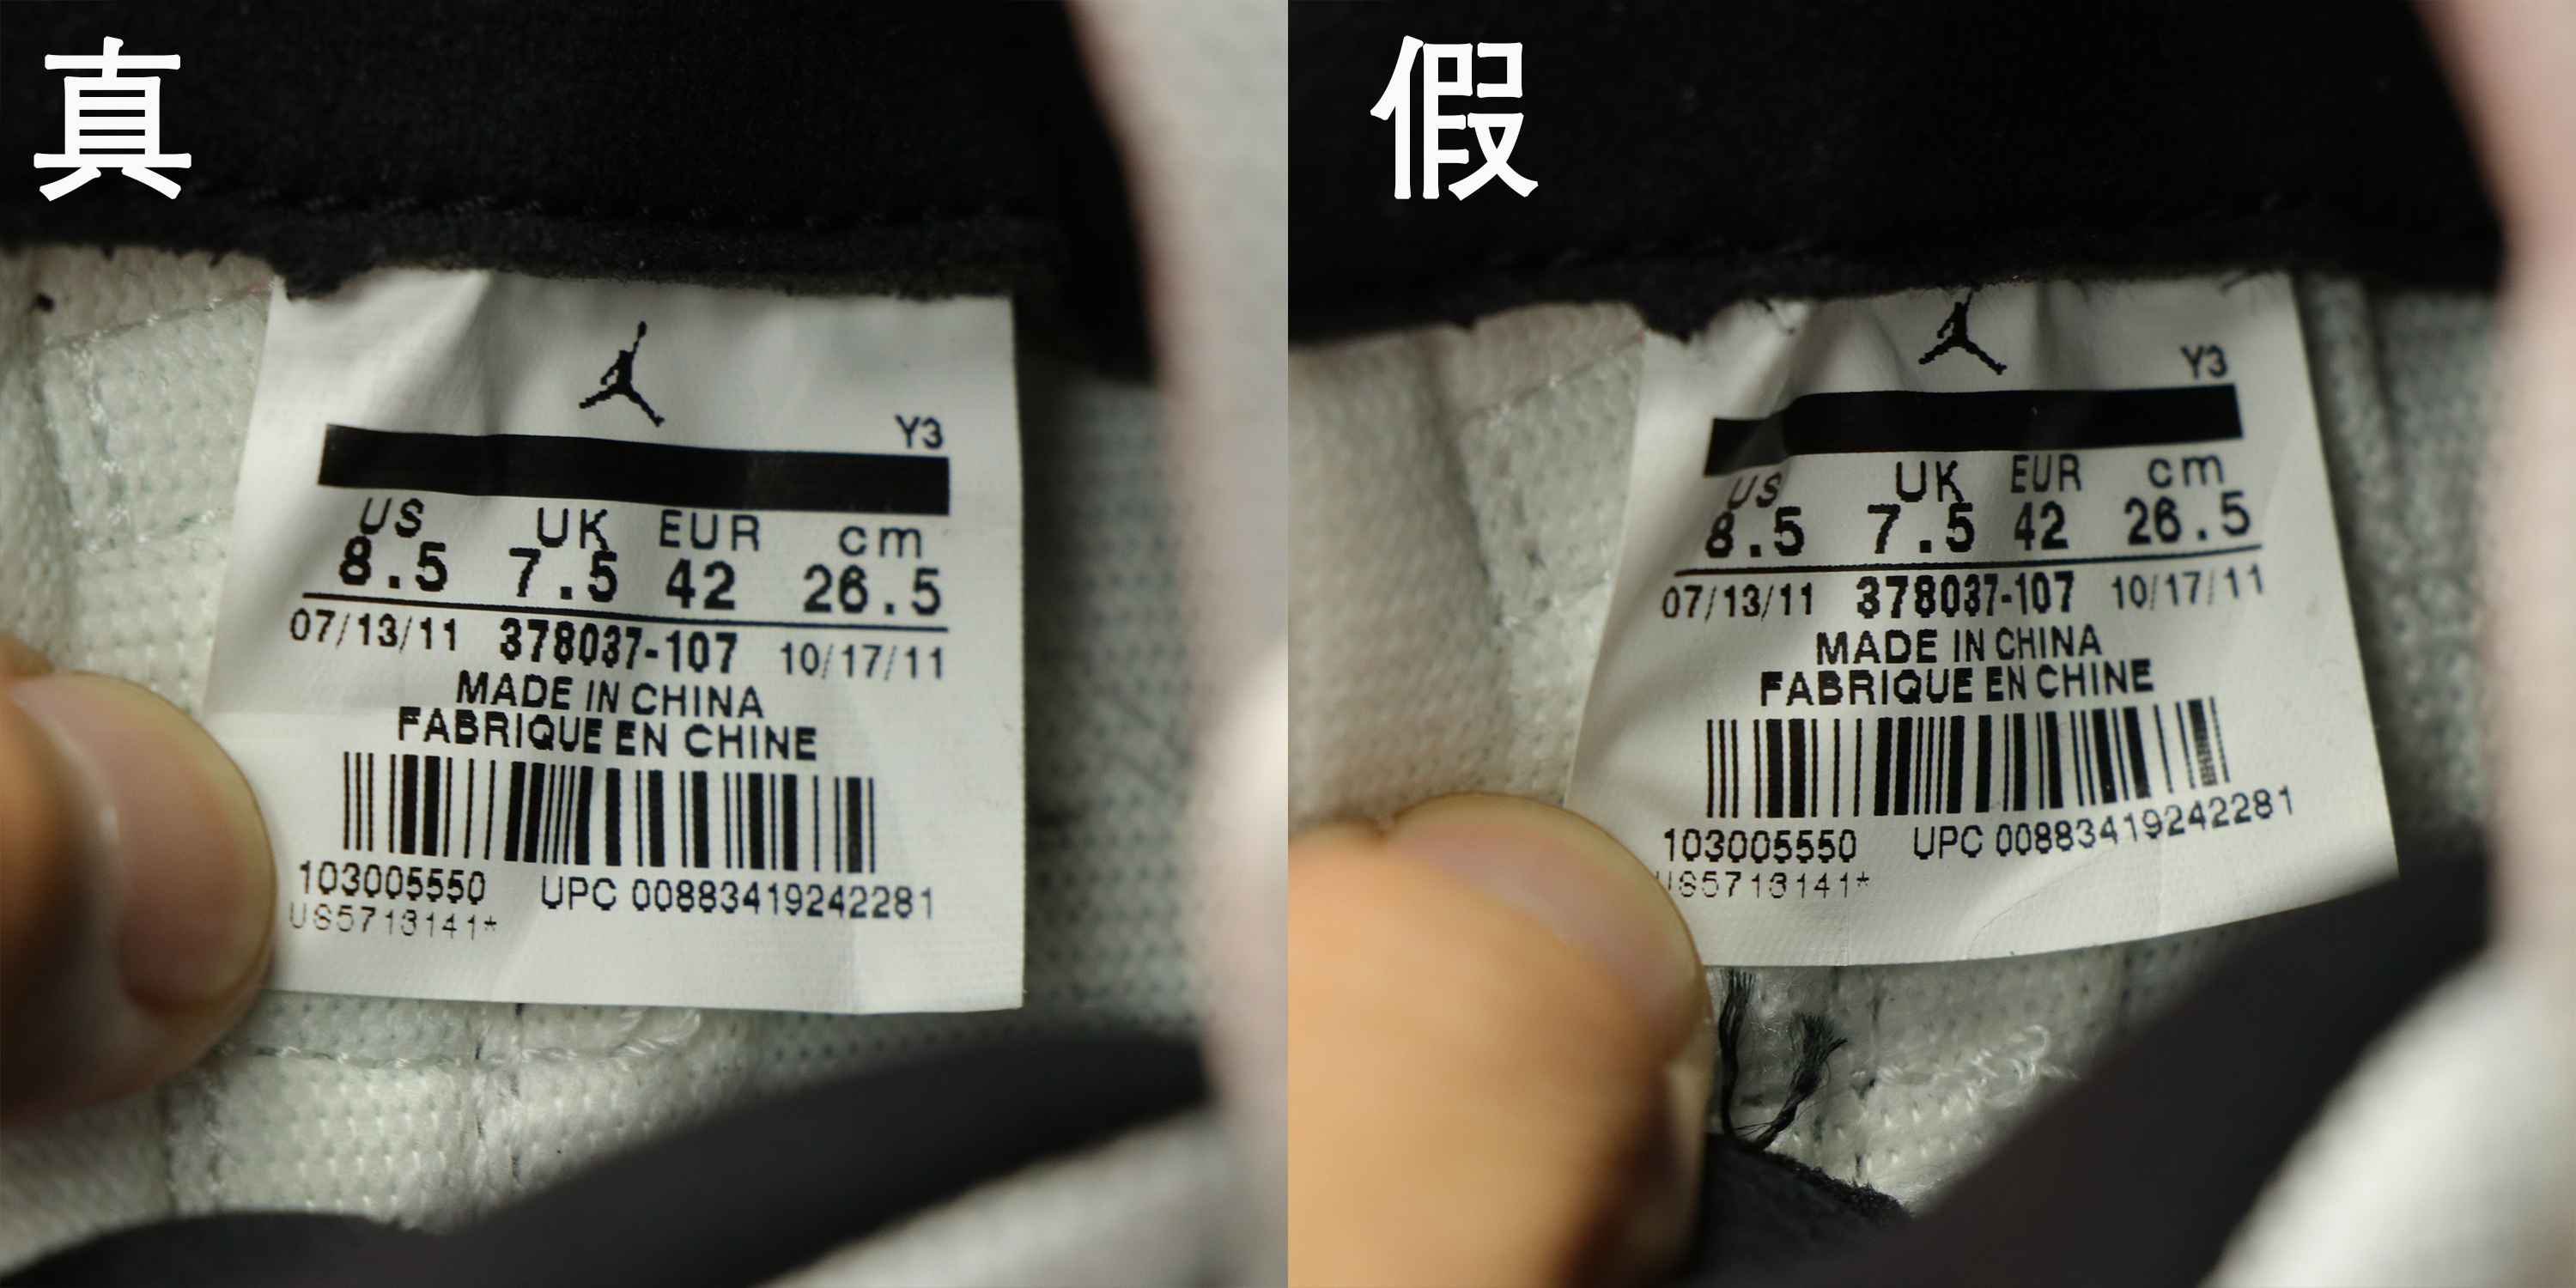 真
Y3
US UK EUR cm
8.5 7.5 42 26.5
07/13/11 378037-107 10/17/11
MADE IN CHINA
FABRIQUE EN CHINE
103005550 UPC 00883419242281
US5713141*
假
Y3
US UK EUR cm
8.5 7.5 42 26.5
07/13/11 378037-107 10/17/11
MADE IN CHINA
FABRIQUE EN CHINE
103005550 UPC 00883419242281
US5713141*